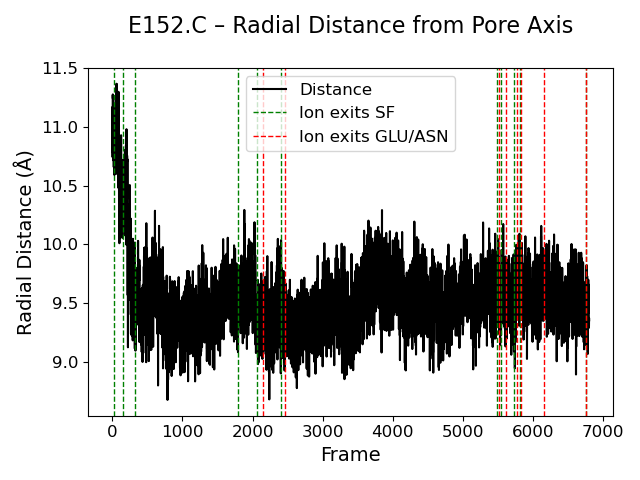 E152.C – Radial Distance from Pore Axis
11.5
11.0
10.5
10.0
9.5
9.0
Radial Distance (Å)
Distance
Ion exits SF
Ion exits GLU/ASN
0 1000 2000 3000 4000 5000 6000 7000
Frame